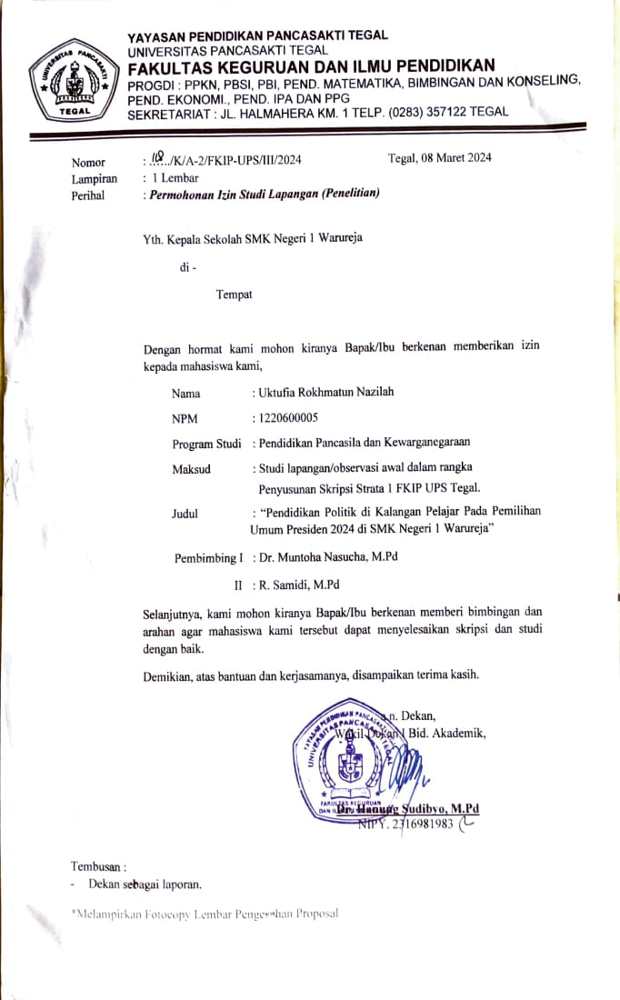 UNIVERSITAS PANCASAKTI
TEGAL
YAYASAN PENDIDIKAN PANCASAKTI TEGAL
UNIVERSITAS PANCASAKTI TEGAL
FAKULTAS KEGURUAN DAN ILMU PENDIDIKAN
PROGDI : PPKN, PBSI, PBI, PEND. MATEMATIKA, BIMBINGAN DAN KONSELING,
PEND. EKONOMI., PEND. IPA DAN PPG
SEKRETARIAT : JL. HALMAHERA KM. 1 TELP. (0283) 357122 TEGAL
Nomor : .../K/A-2/FKIP-UPS/III/2024 Tegal, 08 Maret 2024
Lampiran : 1 Lembar
Perihal : Permohonan Izin Studi Lapangan (Penelitian)
Yth. Kepala Sekolah SMK Negeri 1 Warureja
di -
Tempat
Dengan hormat kami mohon kiranya Bapak/Ibu berkenan memberikan izin
kepada mahasiswa kami,
Nama : Uktufia Rokhmatun Nazilah
NPM : 1220600005
Program Studi : Pendidikan Pancasila dan Kewarganegaraan
Maksud : Studi lapangan/observasi awal dalam rangka
Penyusunan Skripsi Strata 1 FKIP UPS Tegal.
Judul : “Pendidikan Politik di Kalangan Pelajar Pada Pemilihan
Umum Presiden 2024 di SMK Negeri 1 Warureja”
Pembimbing I : Dr. Muntoha Nasucha, M.Pd
II : R. Samidi, M.Pd
Selanjutnya, kami mohon kiranya Bapak/Ibu berkenan memberi bimbingan dan
arahan agar mahasiswa kami tersebut dapat menyelesaikan skripsi dan studi
dengan baik.
Demikian, atas bantuan dan kerjasamanya, disampaikan terima kasih.
a.n. Dekan,
Wakil Dekan I Bid. Akademik,
YAYASAN PENDIDIKAN PANCASAKTI
UNIVERSITAS PANCASAKTI TEGAL
FAKULTAS KEGURUAN
DAN
Dr. Hanung Sudibyo, M.Pd
NIPY. 2316981983
Tembusan :
- Dekan sebagai laporan.
*Melampirkan Fotocopy Lembar Pengesahan Proposal